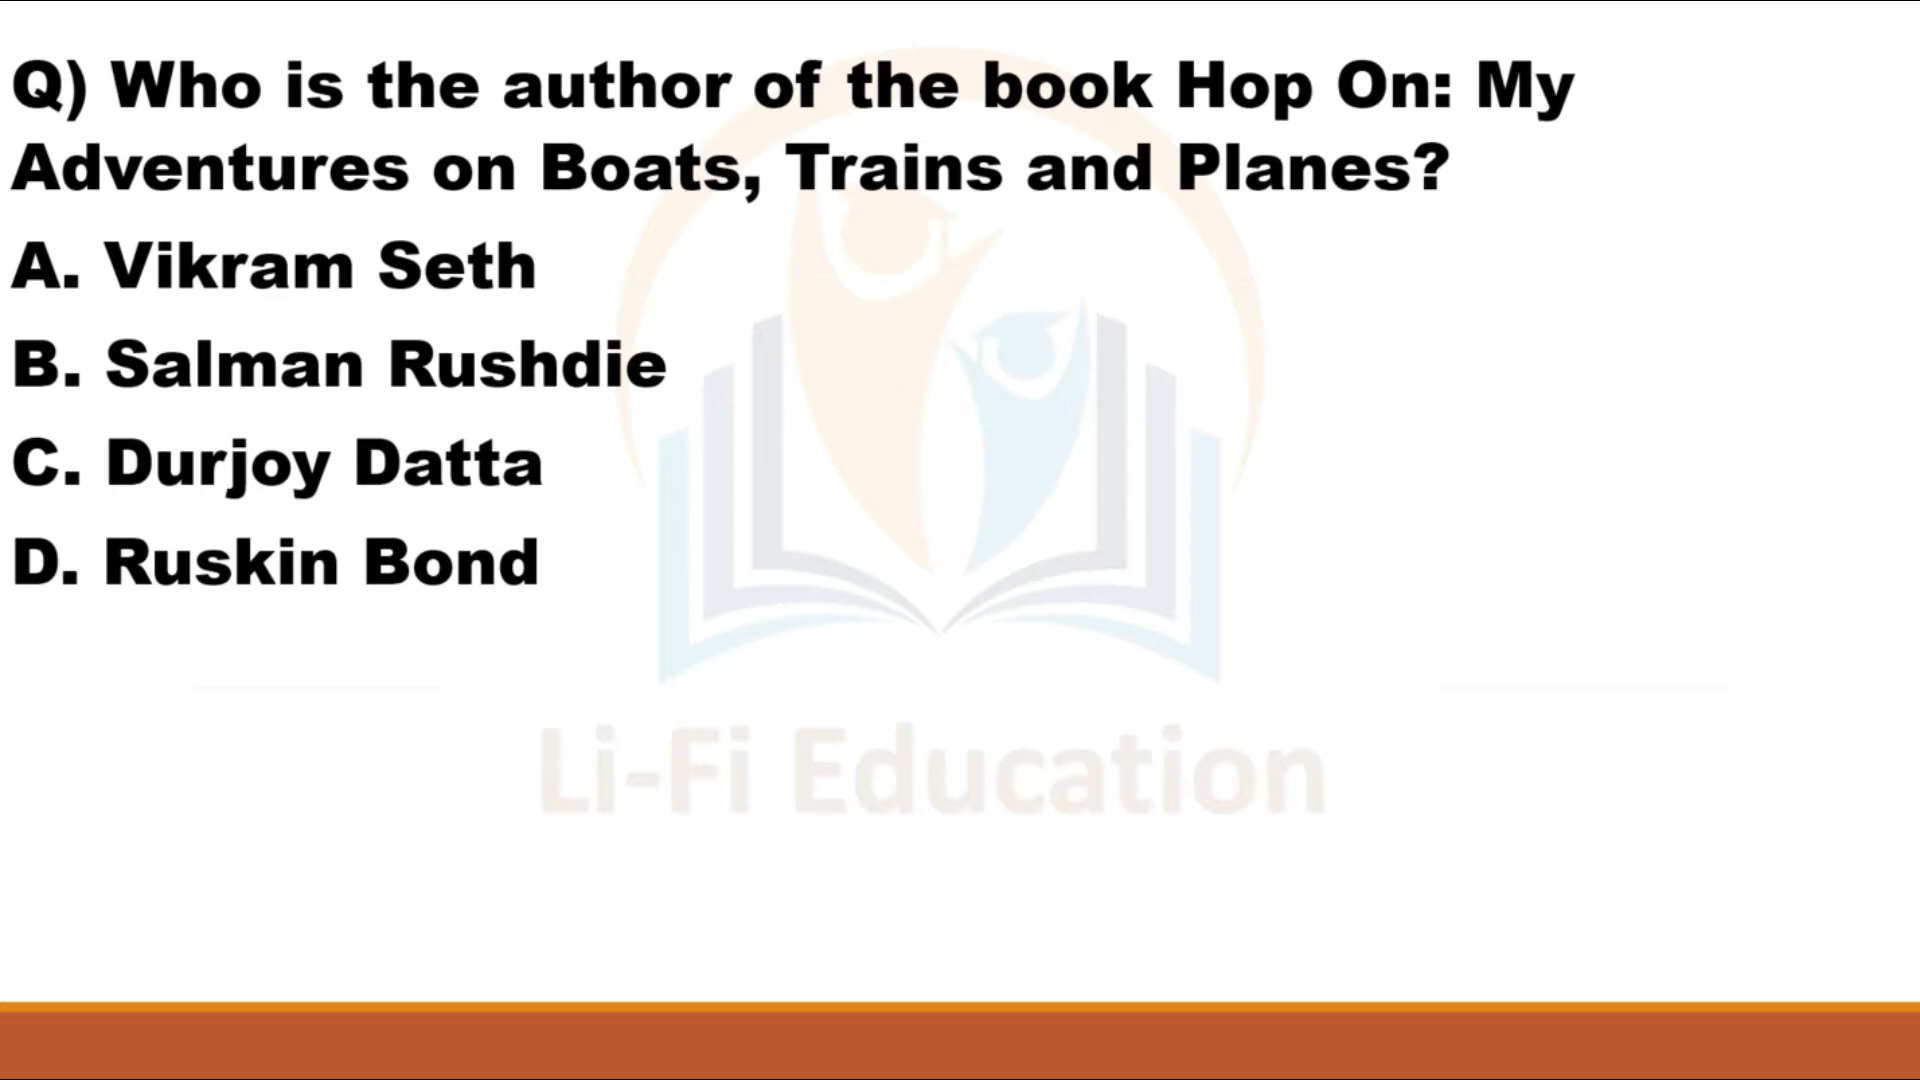 Q) Who is the author of the book Hop On: My
Adventures on Boats, Trains and Planes?
A. Vikram Seth
B. Salman Rushdie
C. Durjoy Datta
D. Ruskin Bond
Li-Fi Education